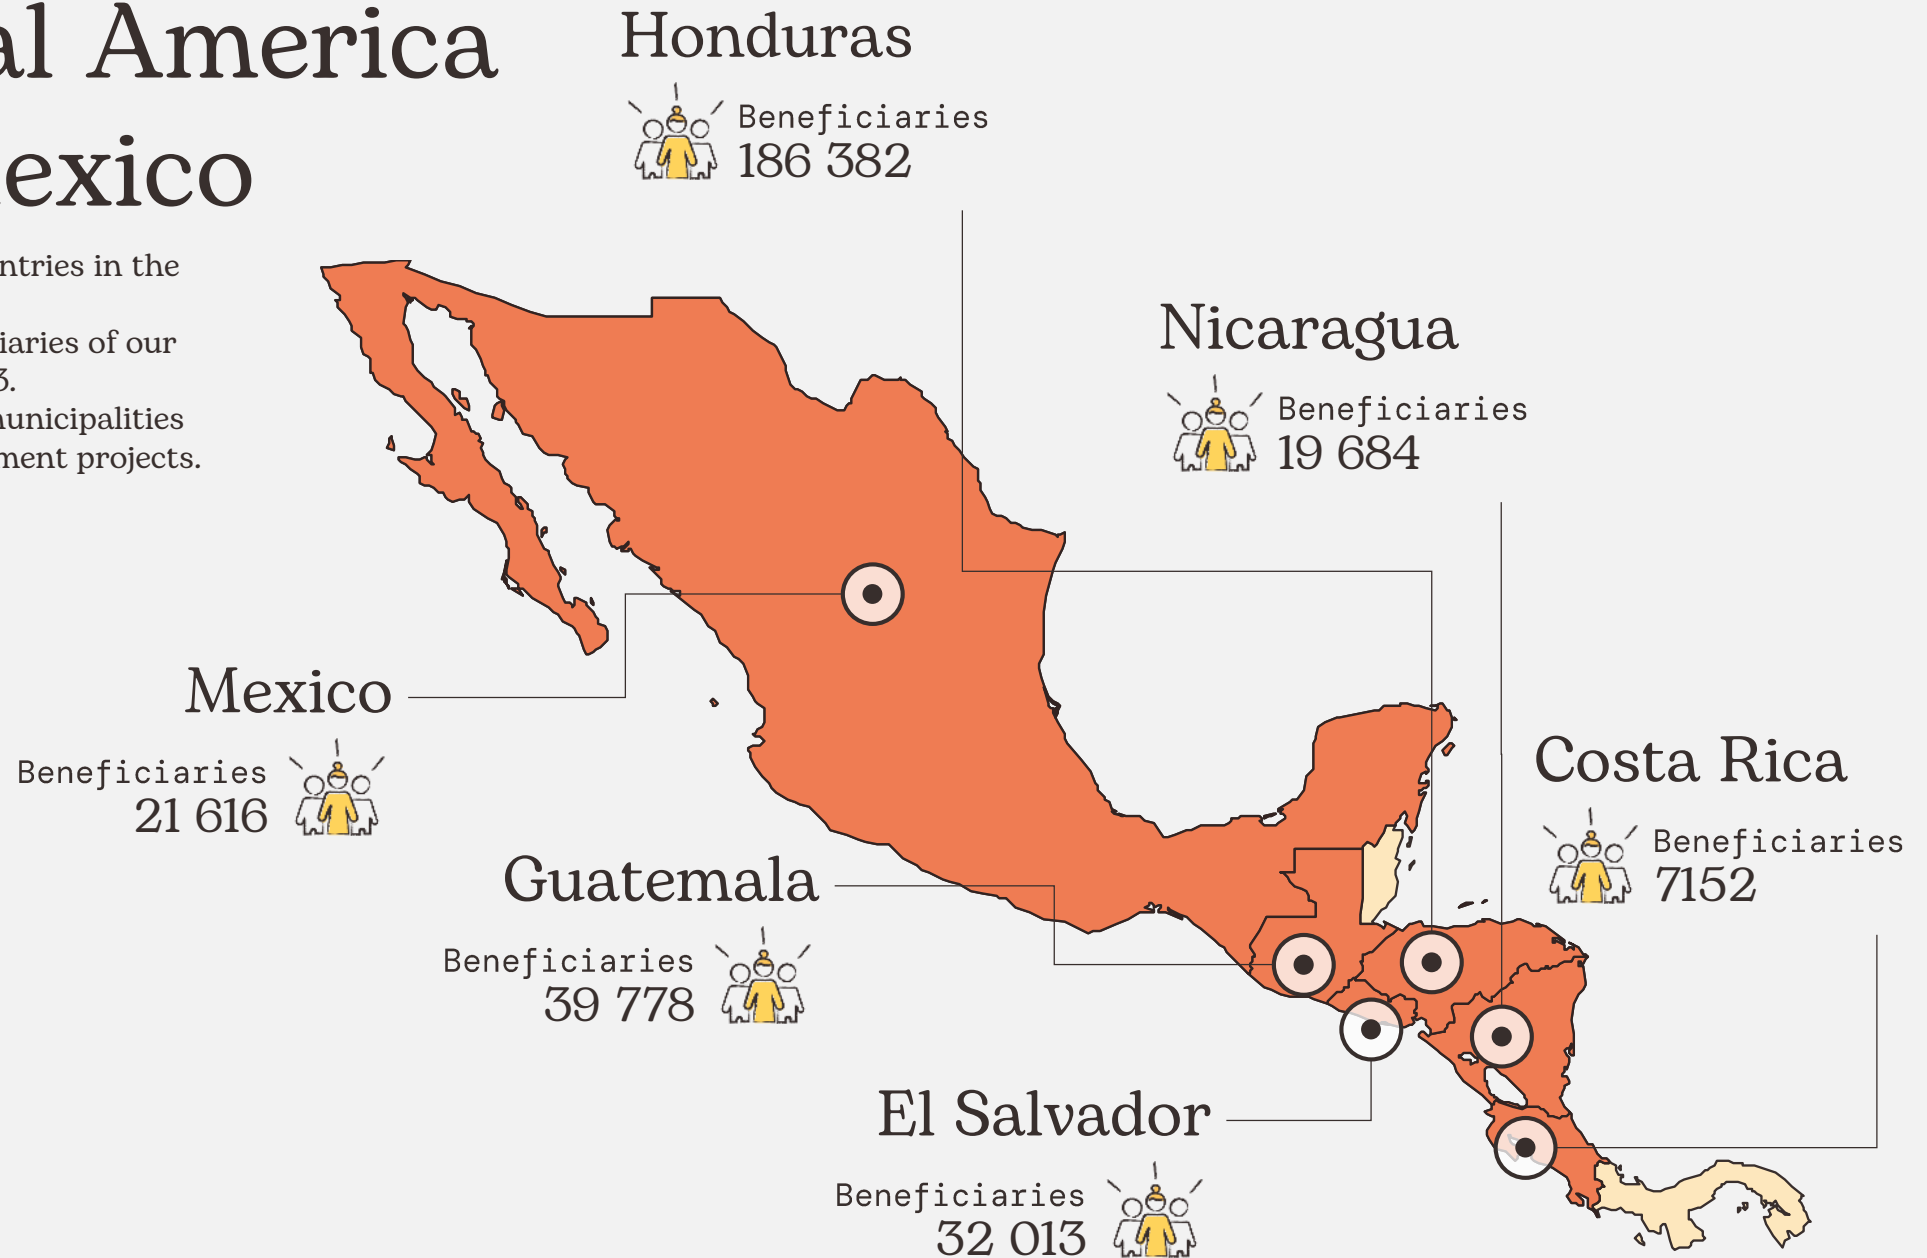 al America
exico
ntries in the
iaries of our
3.
unicipalities
ment projects.
Honduras
Beneficiaries
186 382
Nicaragua
Beneficiaries
19 684
Mexico
Beneficiaries
21 616
Costa Rica
Beneficiaries
7152
Guatemala
Beneficiaries
39 778
El Salvador
Beneficiaries
32 013